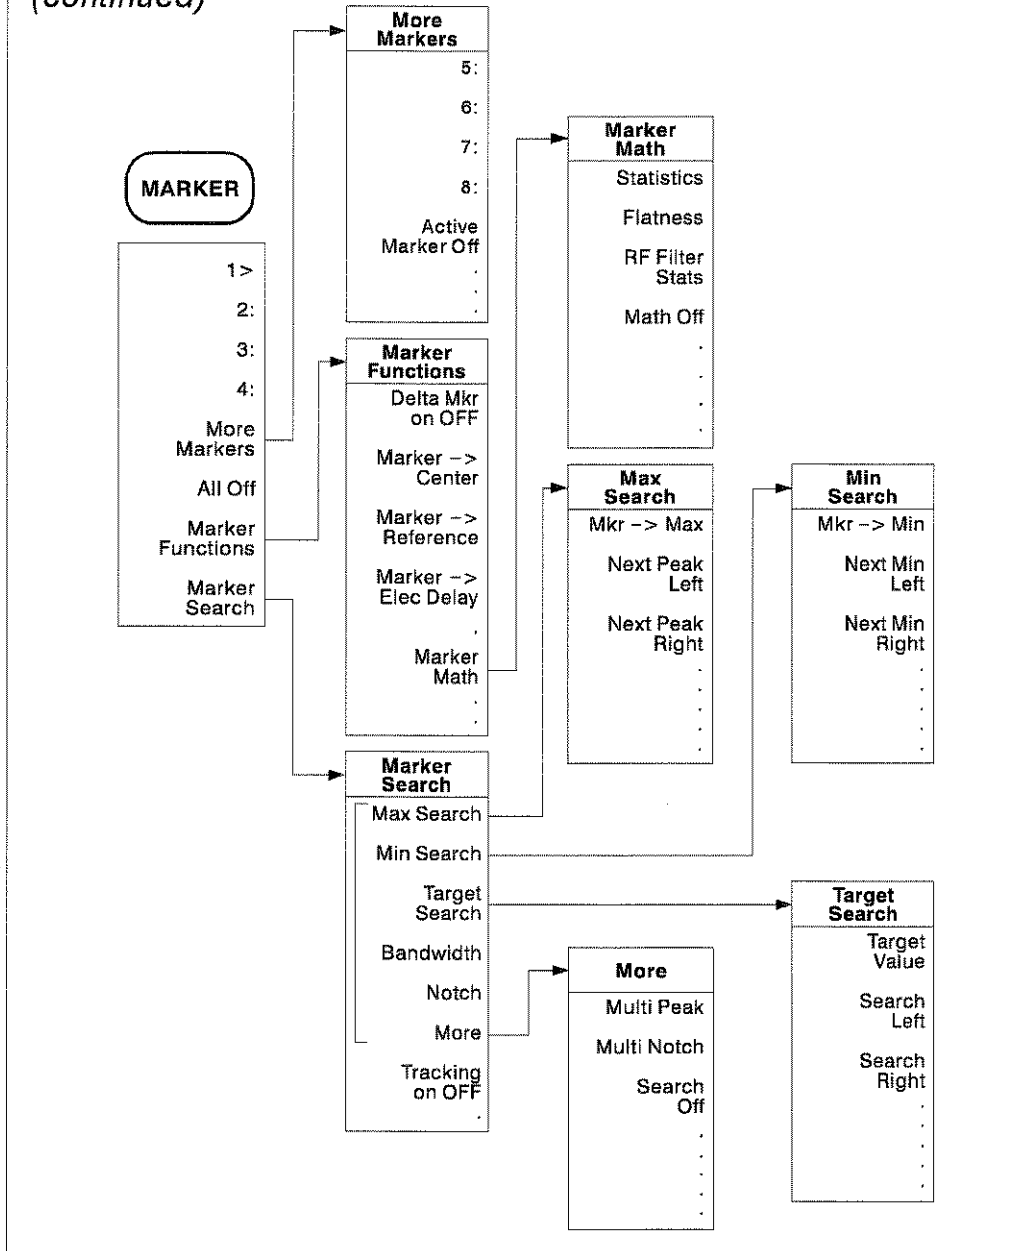 (continued)
MARKER
1>
2:
3:
4:
More
Markers
All Off
Marker
Functions
Marker
Search
More
Markers
5:
6:
7:
8:
Active
Marker Off
Marker
Functions
Delta Mkr
on OFF
Marker –>
Center
Marker –>
Reference
Marker –>
Elec Delay
Marker
Math
Marker
Search
Max Search
Min Search
Target
Search
Bandwidth
Notch
More
Tracking
on OFF
Marker
Math
Statistics
Flatness
RF Filter
Stats
Math Off
Max
Search
Mkr –> Max
Next Peak
Left
Next Peak
Right
Min
Search
Mkr –> Min
Next Min
Left
Next Min
Right
Target
Search
Target
Value
Search
Left
Search
Right
More
Multi Peak
Multi Notch
Search
Off